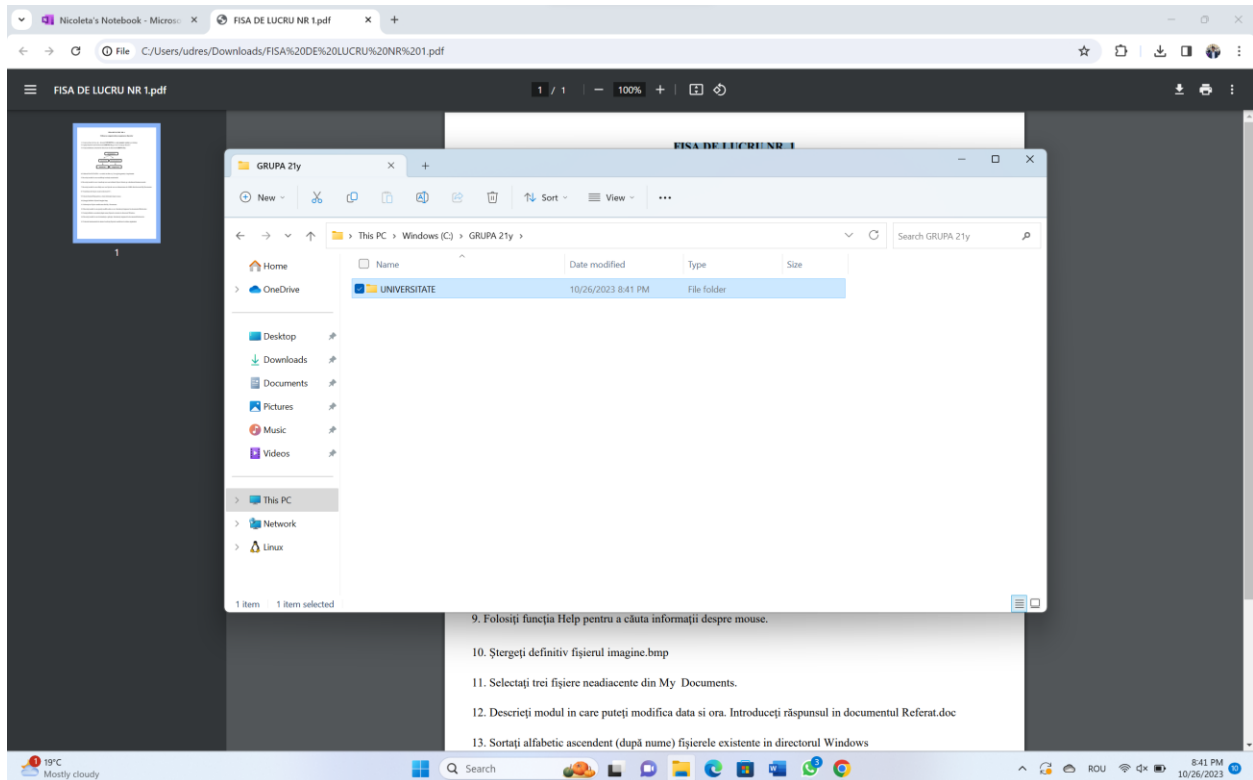 Nicoleta's Notebook - Microso
FISA DE LUCRU NR 1.pdf
File C:/Users/udres/Downloads/FISA%20DE%20LUCRU%20NR%201.pdf
FISA DE LUCRU NR 1.pdf
1 / 1 100%
1
FISA DE LUCRU NR. 1
GRUPA 21y
New Sort View
This PC > Windows (C:) > GRUPA 21y >
Search GRUPA 21y
Name Date modified Type Size
UNIVERSITATE 10/26/2023 8:41 PM File folder
Home
OneDrive
Desktop
Downloads
Documents
Pictures
Music
Videos
This PC
Network
Linux
1 item 1 item selected
9. Folosiți funcția Help pentru a căuta informații despre mouse.
10. Ștergeți definitiv fișierul imagine.bmp
11. Selectați trei fișiere neadiacente din My Documents.
12. Descrieți modul in care puteți modifica data si ora. Introduceți răspunsul in documentul Referat.doc
13. Sortați alfabetic ascendent (după nume) fișierele existente in directorul Windows
1
19°C
Mostly cloudy
Search
ROU
8:41 PM
10/26/2023
10